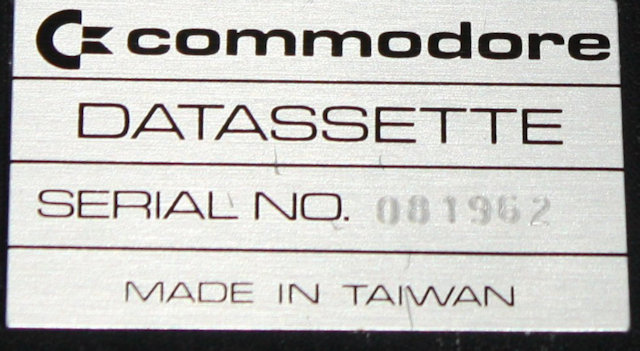 commodore
DATASSETTE
SERIAL NO. 081962
MADE IN TAIWAN